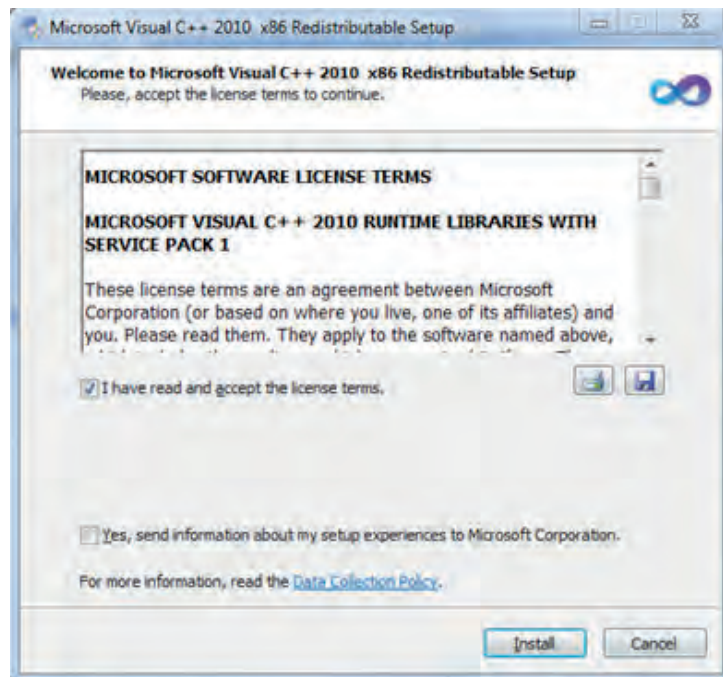 Microsoft Visual C++ 2010 x86 Redistributable Setup
Welcome to Microsoft Visual C++ 2010 x86 Redistributable Setup
Please, accept the license terms to continue.
MICROSOFT SOFTWARE LICENSE TERMS
MICROSOFT VISUAL C++ 2010 RUNTIME LIBRARIES WITH
SERVICE PACK 1
These license terms are an agreement between Microsoft
Corporation (or based on where you live, one of its affiliates) and
you. Please read them. They apply to the software named above,
I have read and accept the license terms.
Yes, send information about my setup experiences to Microsoft Corporation.
For more information, read the Data Collection Policy.
Install
Cancel